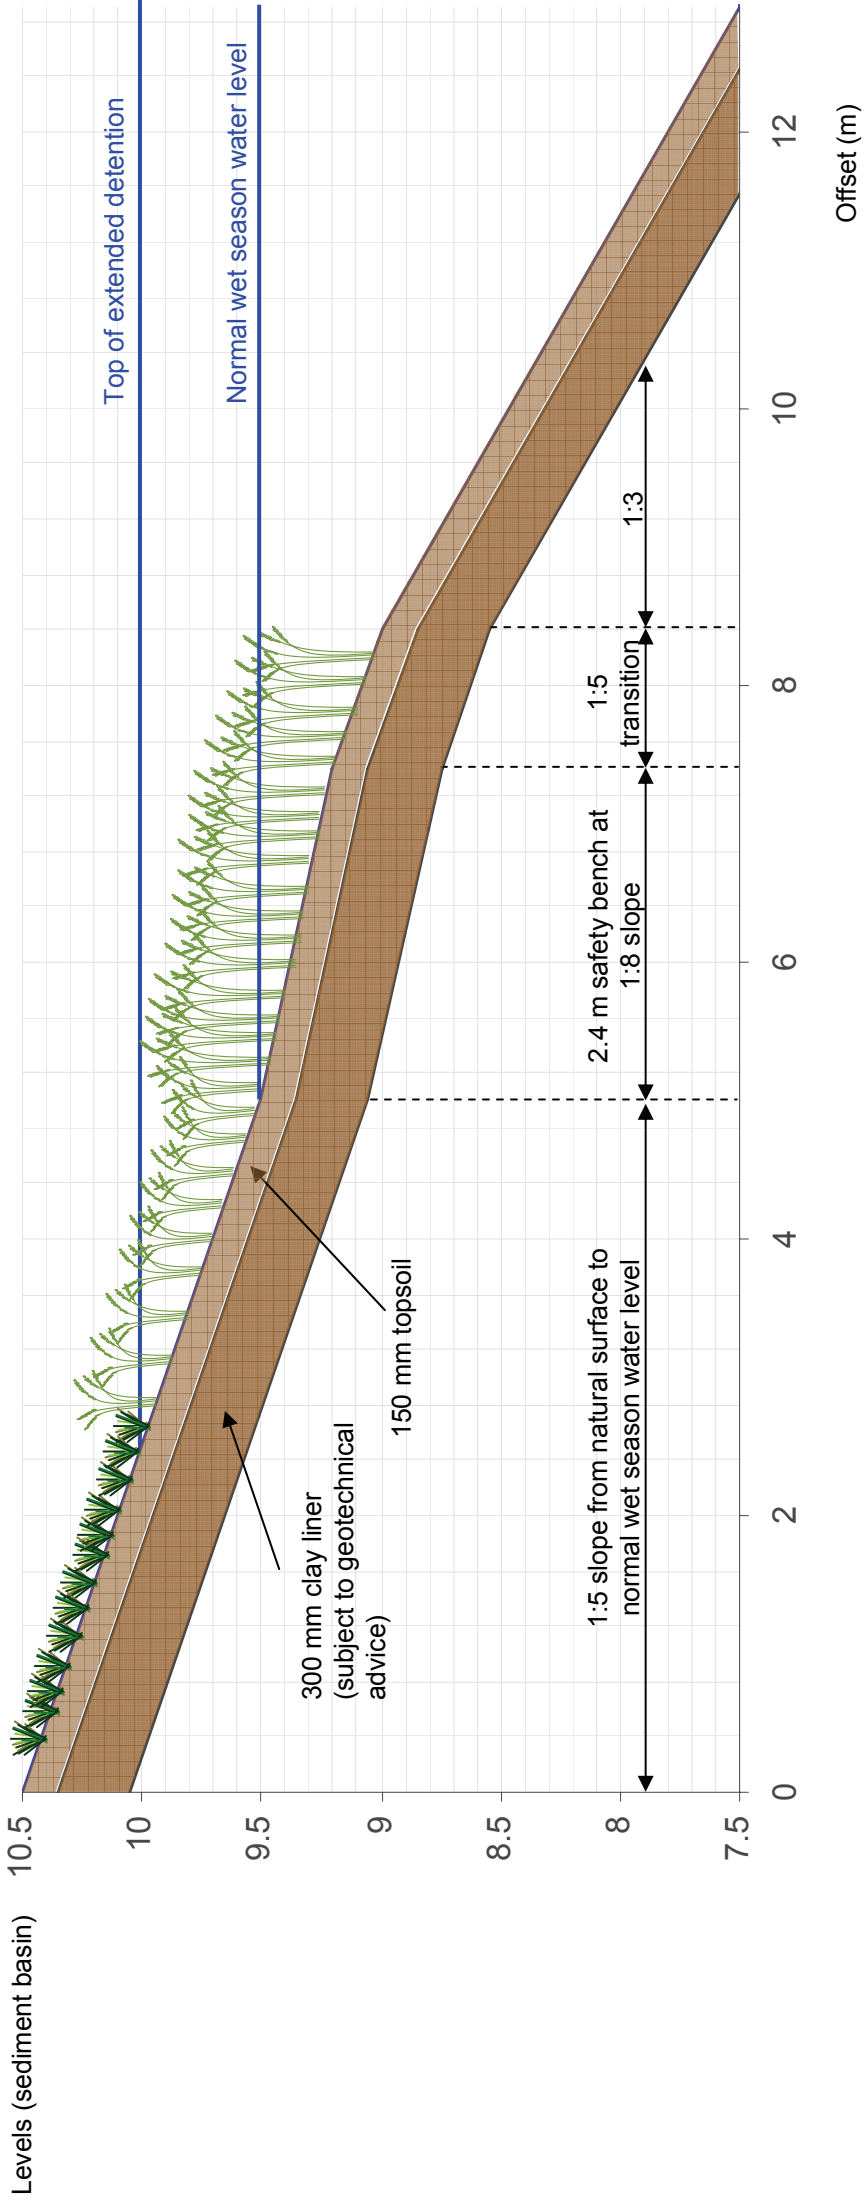 Levels (sediment basin)
10.5
10
9.5
9
8.5
8
7.5
Top of extended detention
Normal wet season water level
300 mm clay liner
(subject to geotechnical
advice)
150 mm topsoil
1:5 slope from natural surface to
normal wet season water level
2.4 m safety bench at
1:8 slope
1:5
transition
1:3
0
2
4
6
8
10
12
Offset (m)